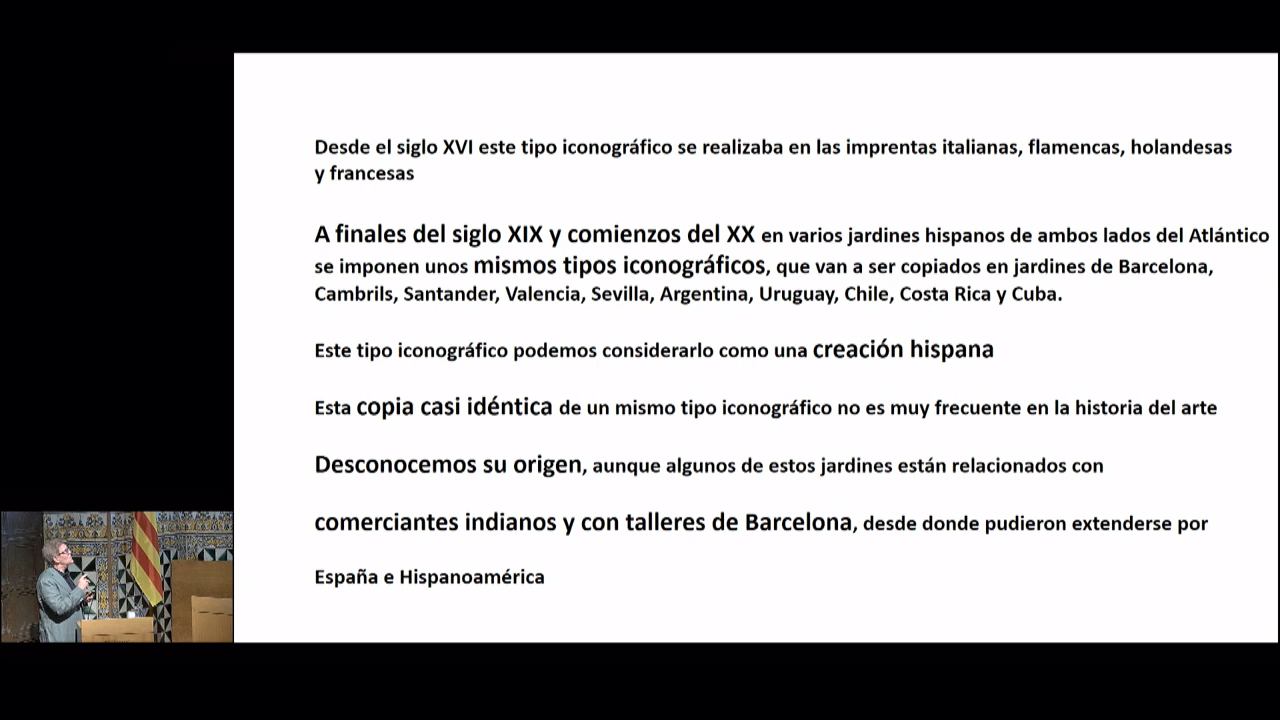 Desde el siglo XVI este tipo iconográfico se realizaba en las imprentas italianas, flamencas, holandesas
y francesas
A finales del siglo XIX y comienzos del XX en varios jardines hispanos de ambos lados del Atlántico
se imponen unos mismos tipos iconográficos, que van a ser copiados en jardines de Barcelona,
Cambrils, Santander, Valencia, Sevilla, Argentina, Uruguay, Chile, Costa Rica y Cuba.
Este tipo iconográfico podemos considerarlo como una creación hispana
Esta copia casi idéntica de un mismo tipo iconográfico no es muy frecuente en la historia del arte
Desconocemos su origen, aunque algunos de estos jardines están relacionados con
comerciantes indianos y con talleres de Barcelona, desde donde pudieron extenderse por
España e Hispanoamérica